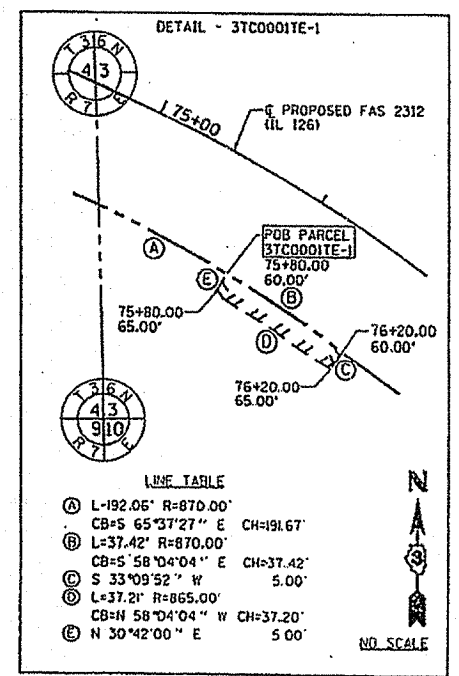 DETAIL - 3TC0001TE-1
T 36 N
4 3
R 7 E
75+00
℄ PROPOSED FAS 2312
(IL 126)
POB PARCEL
3TC0001TE-1
75+80.00
60.00'
A
E
B
75+80.00
65.00'
D
76+20.00
60.00'
C
76+20.00
65.00'
T 36 N
4 3
9 10
R 7 E
LINE TABLE
A L-192.06' R=870.00'
CB=S 65°37'27" E CH=191.67'
B L=37.42' R=870.00'
CB=S 58°04'04" E CH=37.42'
C S 33°09'52" W 5.00'
D L=37.21' R=865.00'
CB=N 58°04'04" W CH=37.20'
E N 30°42'00" E 5.00'
N
3
NO SCALE